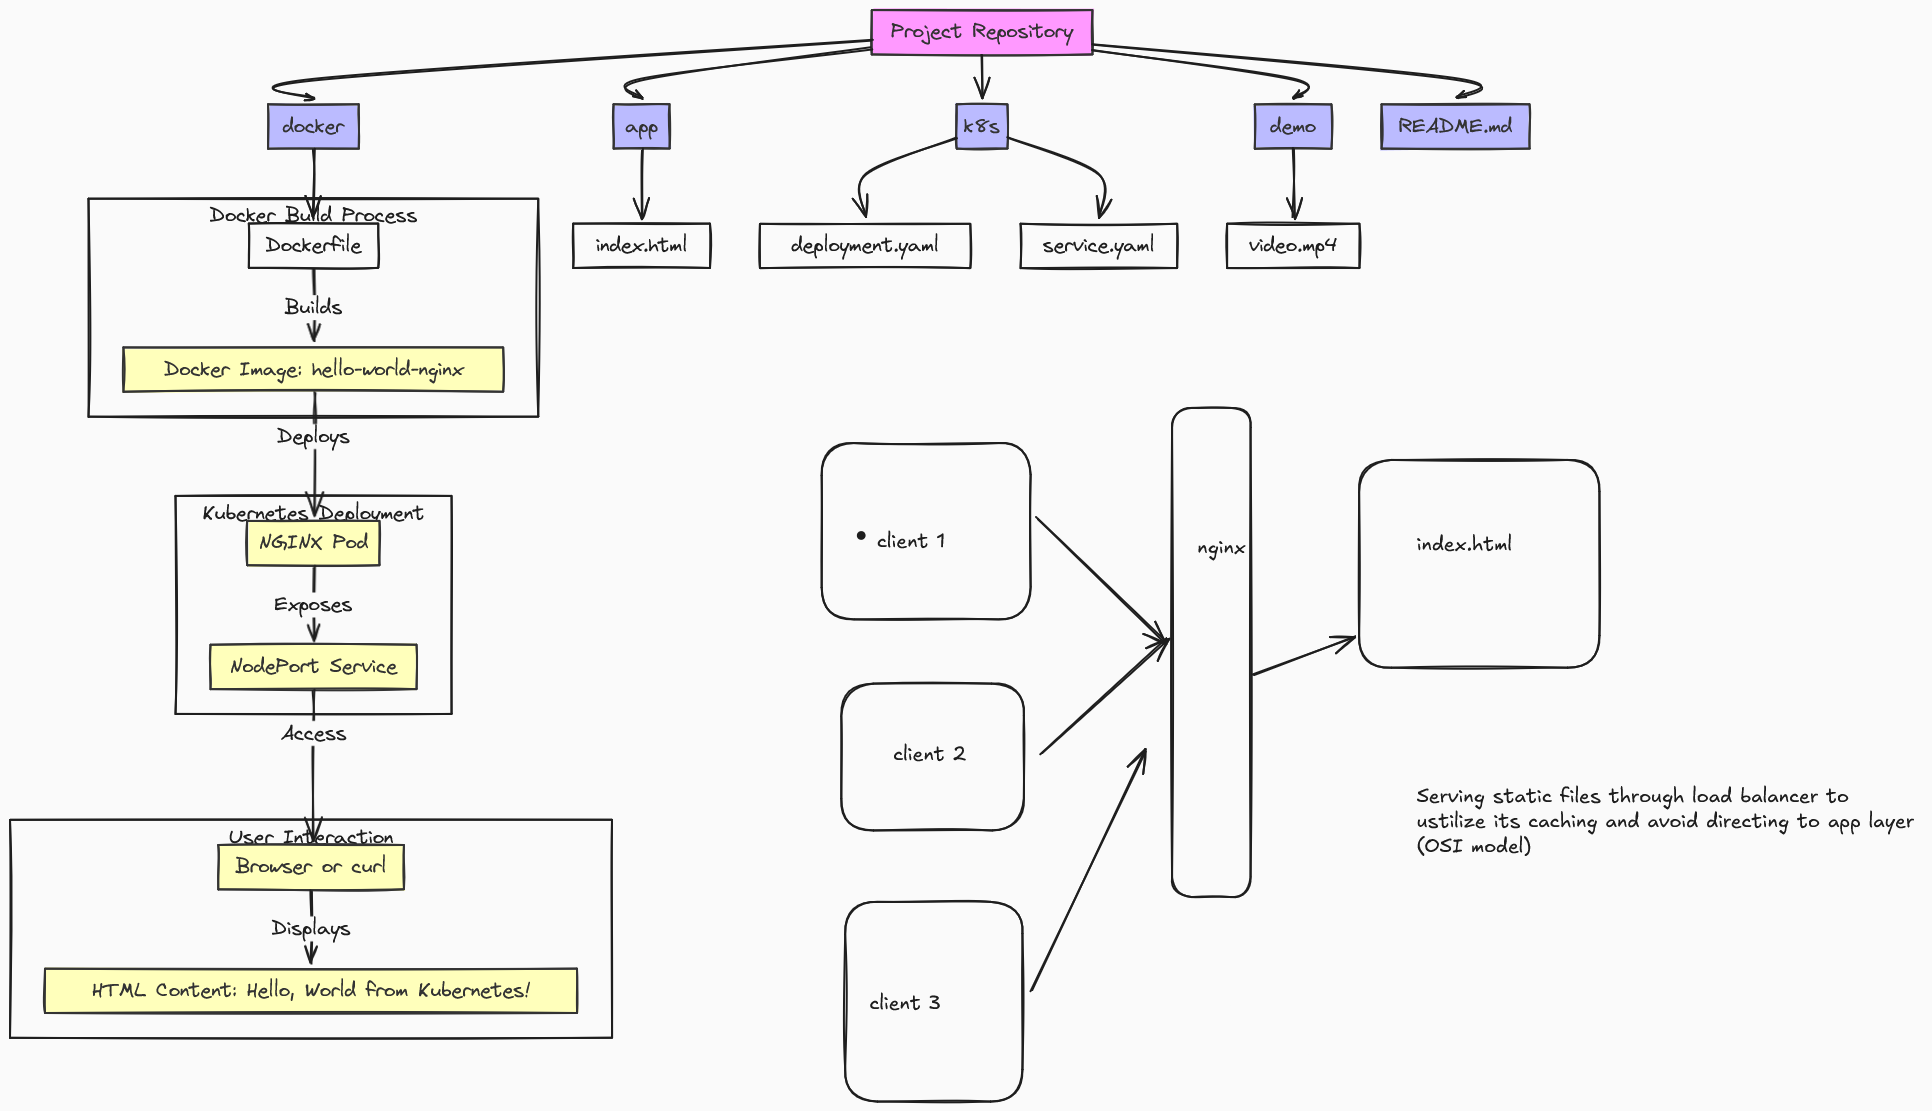 Project Repository
docker
app
k8s
demo
README.md
Docker Build Process
Dockerfile
index.html
deployment.yaml
service.yaml
video.mp4
Builds
Docker Image: hello-world-nginx
Deploys
Kubernetes Deployment
NGINX Pod
Exposes
NodePort Service
Access
User Interaction
Browser or curl
Displays
HTML Content: Hello, World from Kubernetes!
client 1
client 2
client 3
nginx
index.html
Serving static files through load balancer to
ustilize its caching and avoid directing to app layer
(OSI model)